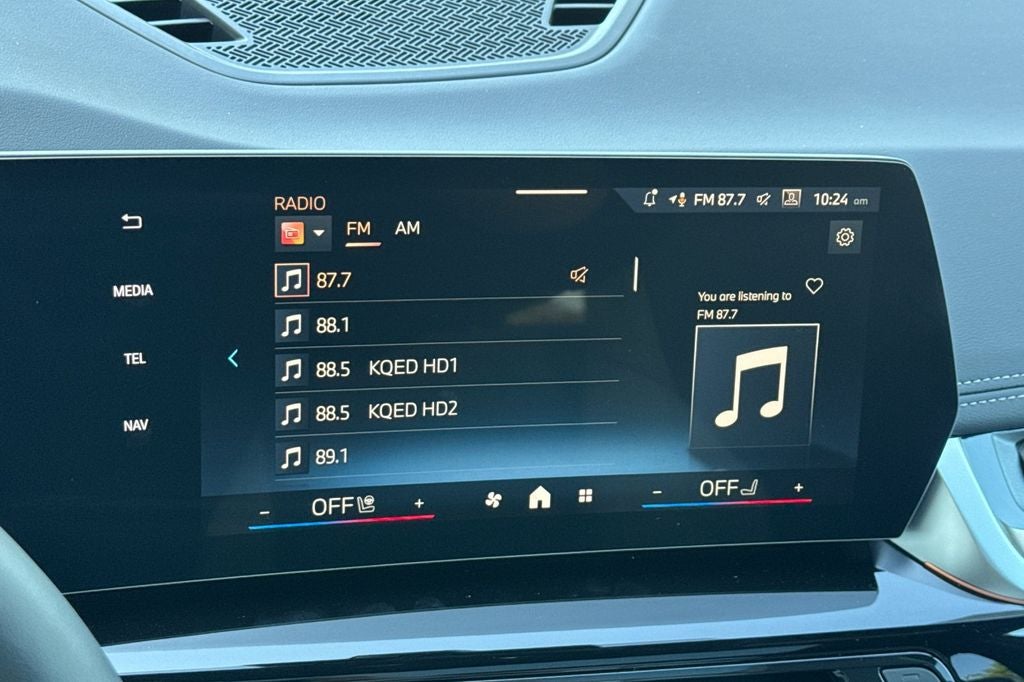 RADIO
FM AM
FM 87.7 10:24 am
MEDIA
TEL
NAV
87.7
88.1
88.5 KQED HD1
88.5 KQED HD2
89.1
You are listening to
FM 87.7
- OFF +
- OFF +